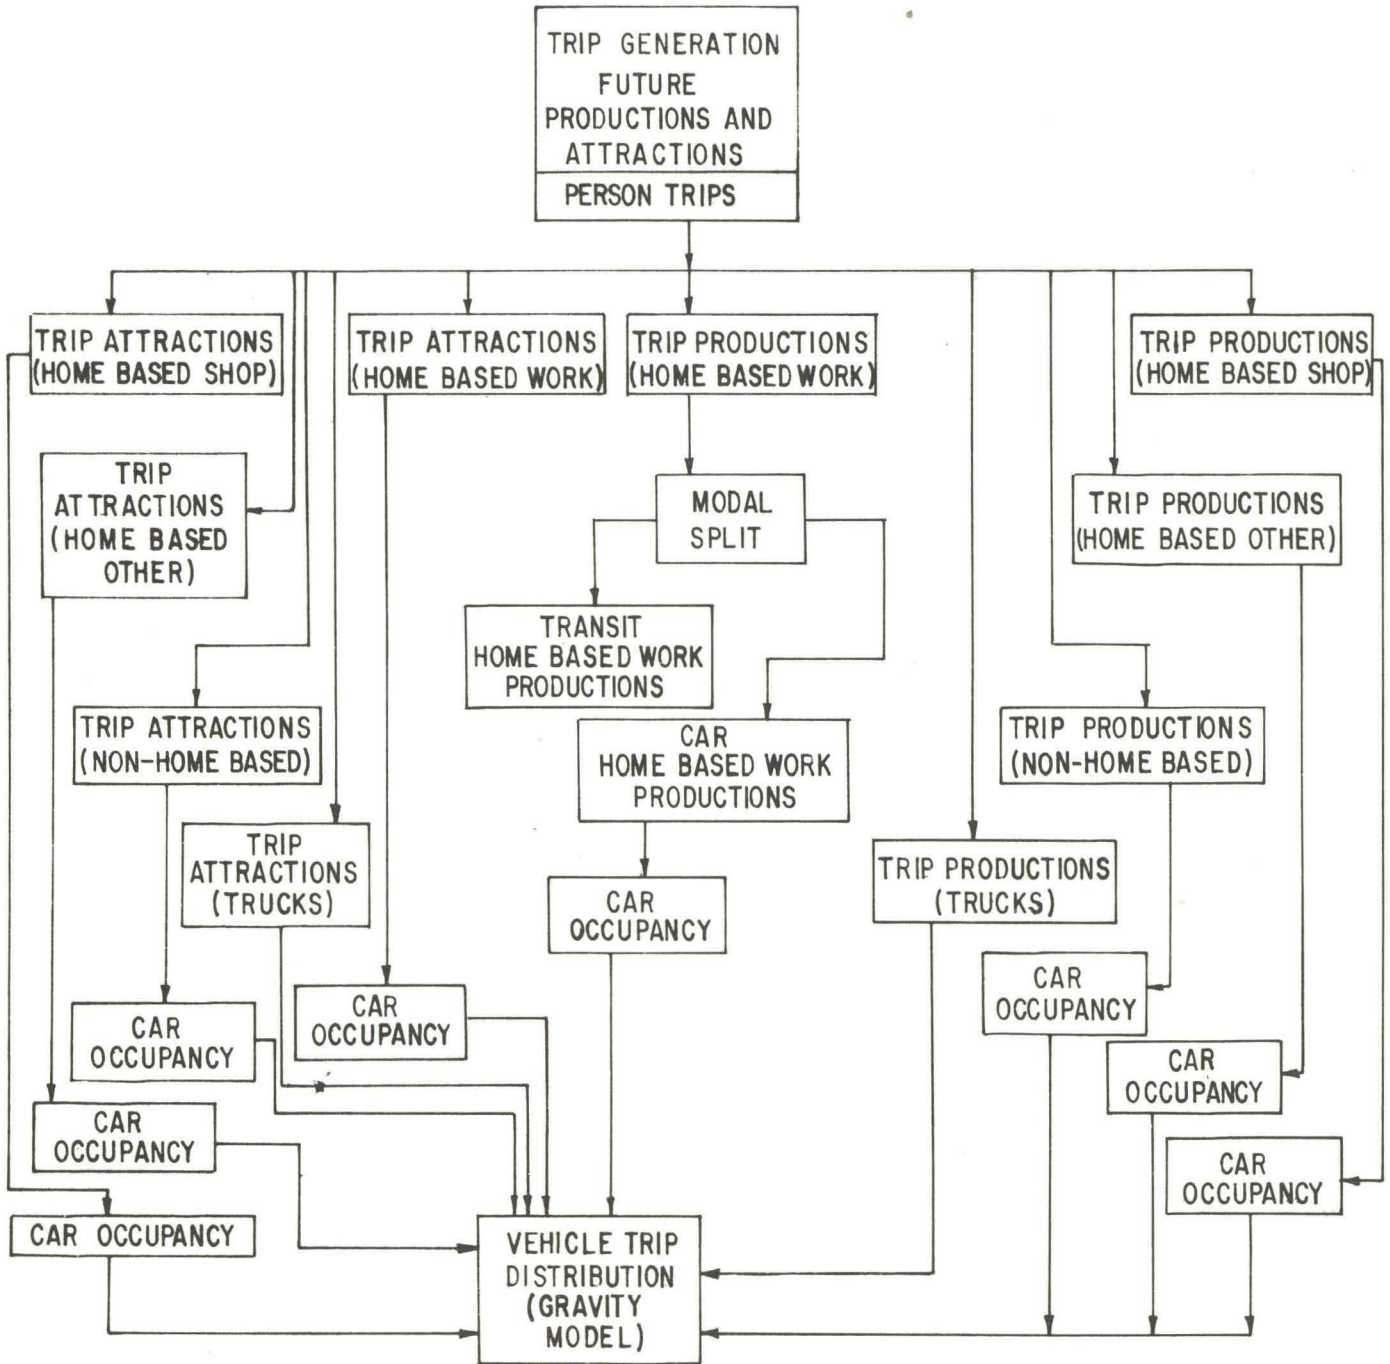 TRIP GENERATION
FUTURE
PRODUCTIONS AND
ATTRACTIONS
PERSON TRIPS
TRIP ATTRACTIONS
(HOME BASED SHOP)
TRIP ATTRACTIONS
(HOME BASED WORK)
TRIP PRODUCTIONS
(HOME BASED WORK)
TRIP PRODUCTIONS
(HOME BASED SHOP)
TRIP
ATTRACTIONS
(HOME BASED
OTHER)
MODAL
SPLIT
TRIP PRODUCTIONS
(HOME BASED OTHER)
TRANSIT
HOME BASED WORK
PRODUCTIONS
TRIP ATTRACTIONS
(NON-HOME BASED)
CAR
HOME BASED WORK
PRODUCTIONS
TRIP PRODUCTIONS
(NON-HOME BASED)
TRIP
ATTRACTIONS
(TRUCKS)
TRIP PRODUCTIONS
(TRUCKS)
CAR
OCCUPANCY
CAR
OCCUPANCY
CAR
OCCUPANCY
CAR
OCCUPANCY
CAR
OCCUPANCY
CAR
OCCUPANCY
CAR
OCCUPANCY
CAR OCCUPANCY
VEHICLE TRIP
DISTRIBUTION
(GRAVITY
MODEL)